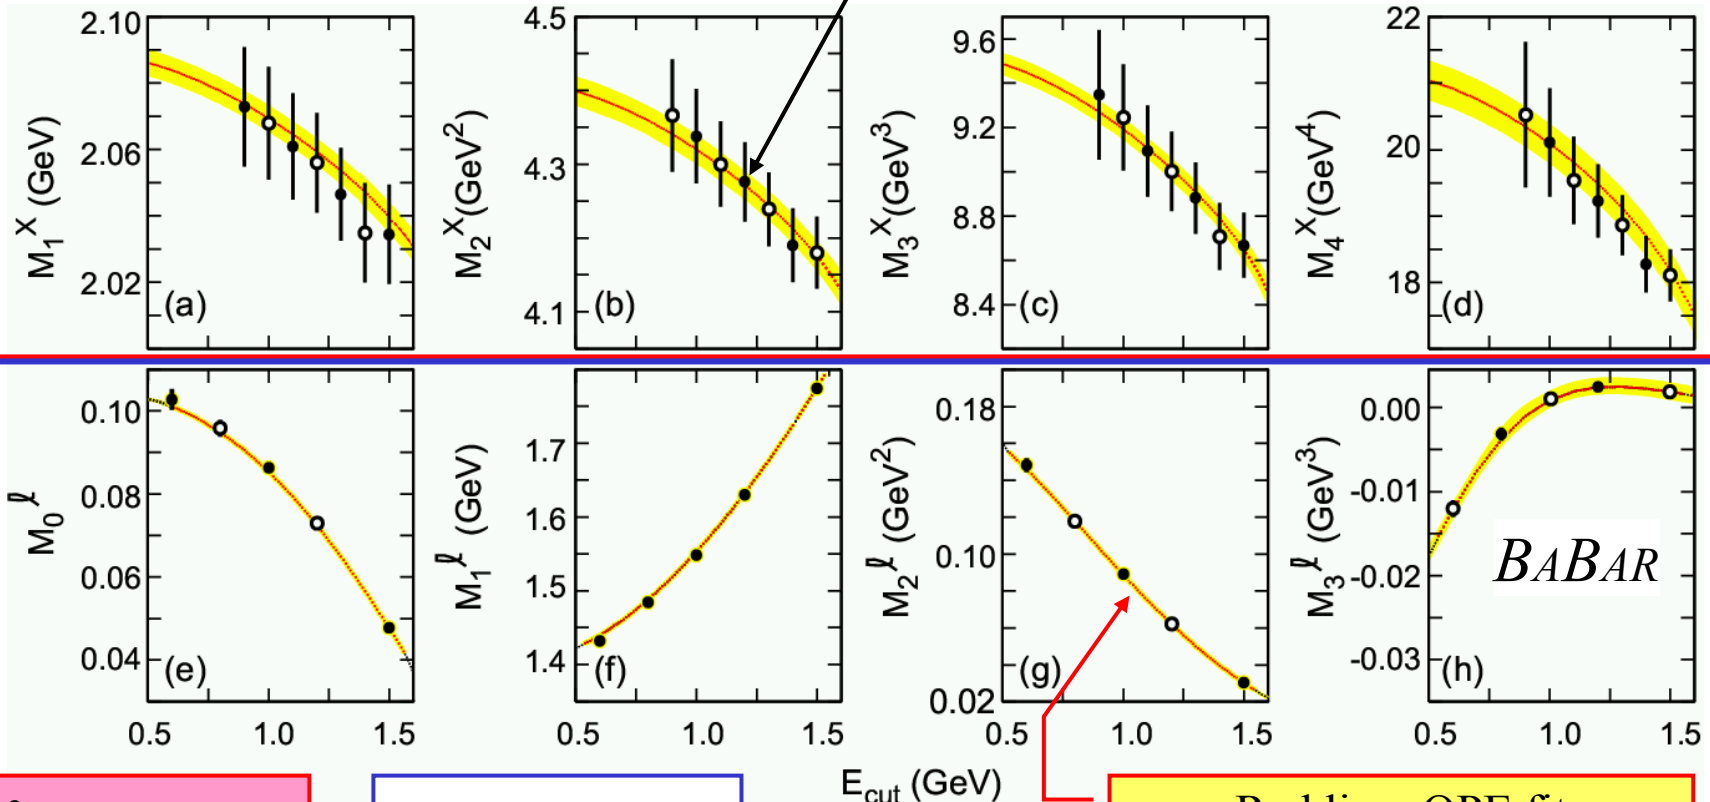 2.10
2.06
2.02
M1X (GeV)
(a)
4.5
4.3
4.1
M2X(GeV2)
(b)
9.6
9.2
8.8
8.4
M3X(GeV3)
(c)
22
20
18
M4X(GeV4)
(d)
0.10
0.08
0.06
0.04
M0ℓ
(e)
1.7
1.6
1.5
1.4
M1ℓ (GeV)
(f)
0.18
0.10
0.02
M2ℓ (GeV2)
(g)
0.00
-0.01
-0.02
-0.03
M3ℓ (GeV3)
BABAR
(h)
0.5 1.0 1.5
0.5 1.0 1.5
0.5 1.0 1.5
0.5 1.0 1.5
Ecut (GeV)